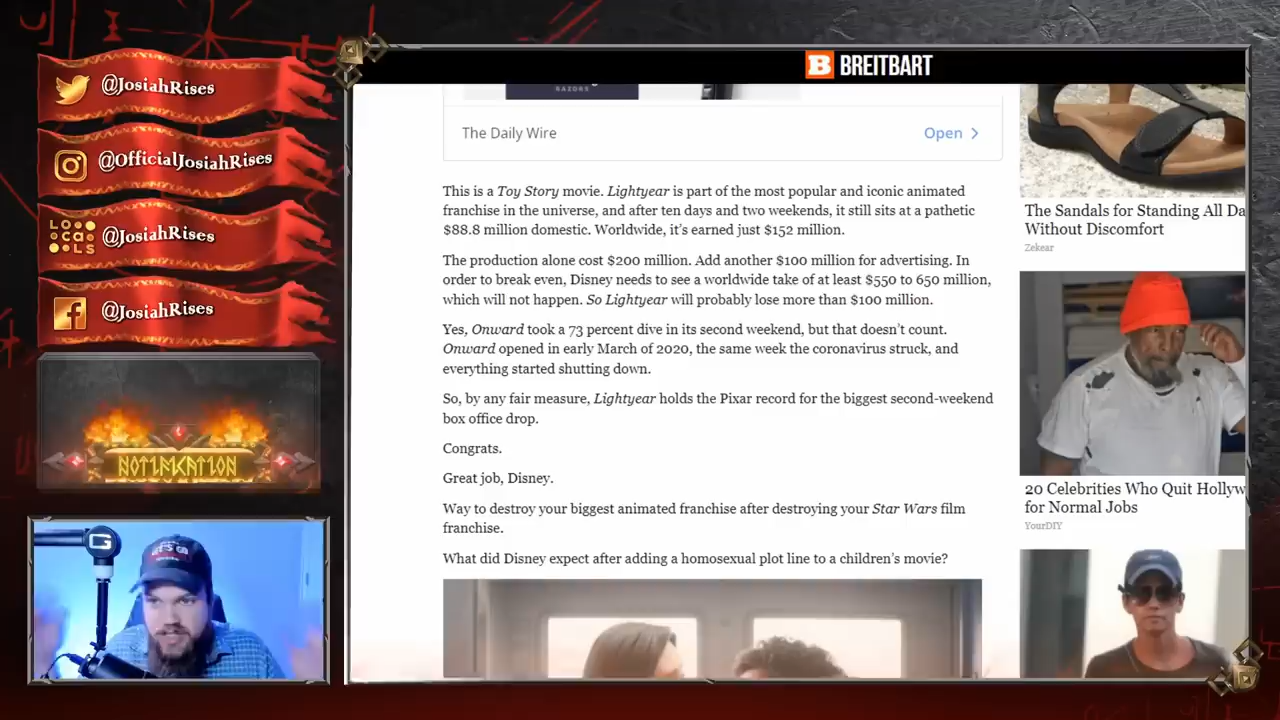 @JosiahRises
@OfficialJosiahRises
LOCALS
@JosiahRises
@JosiahRises
NOTIFICATION
G
B BREITBART
RAZORS
The Daily Wire
Open
This is a Toy Story movie. Lightyear is part of the most popular and iconic animated
franchise in the universe, and after ten days and two weekends, it still sits at a pathetic
$88.8 million domestic. Worldwide, it’s earned just $152 million.
The production alone cost $200 million. Add another $100 million for advertising. In
order to break even, Disney needs to see a worldwide take of at least $550 to 650 million,
which will not happen. So Lightyear will probably lose more than $100 million.
Yes, Onward took a 73 percent dive in its second weekend, but that doesn’t count.
Onward opened in early March of 2020, the same week the coronavirus struck, and
everything started shutting down.
So, by any fair measure, Lightyear holds the Pixar record for the biggest second-weekend
box office drop.
Congrats.
Great job, Disney.
Way to destroy your biggest animated franchise after destroying your Star Wars film
franchise.
What did Disney expect after adding a homosexual plot line to a children’s movie?
The Sandals for Standing All Da
Without Discomfort
Zekear
20 Celebrities Who Quit Hollyw
for Normal Jobs
YourDIY